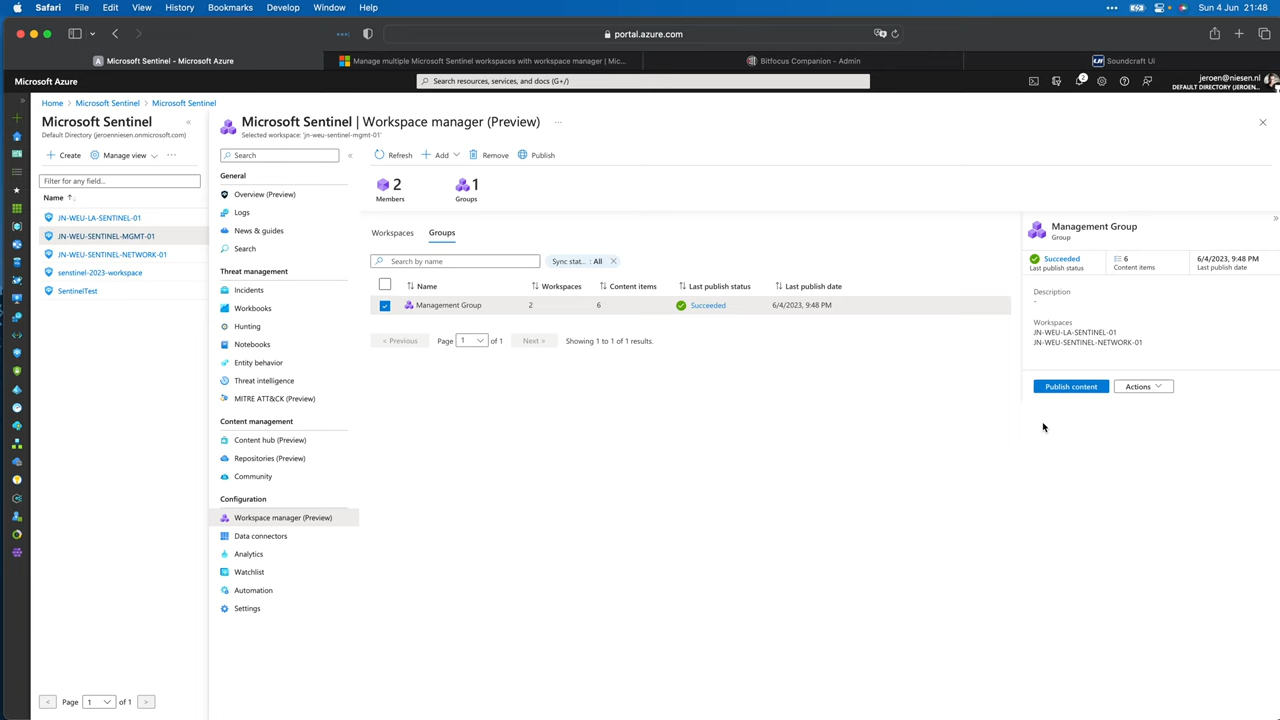 Safari File Edit View History Bookmarks Develop Window Help
Sun 4 Jun 21:48
portal.azure.com
Microsoft Sentinel - Microsoft Azure
Manage multiple Microsoft Sentinel workspaces with workspace manager | Mic...
Bitfocus Companion - Admin
Soundcraft Ui
Microsoft Azure
Search resources, services, and docs (G+/)
2
jeroen@niesen.nl
DEFAULT DIRECTORY (JEROEN...
Home > Microsoft Sentinel > Microsoft Sentinel
Microsoft Sentinel «
Default Directory (jeroenniesen.onmicrosoft.com)
+ Create Manage view ...
Filter for any field...
Name ↑
JN-WEU-LA-SENTINEL-01
JN-WEU-SENTINEL-MGMT-01
JN-WEU-SENTINEL-NETWORK-01
senstinel-2023-workspace
SentinelTest
< Page 1 of 1 >
Microsoft Sentinel | Workspace manager (Preview) ...
Selected workspace: 'jn-weu-sentinel-mgmt-01'
Search «
General
Overview (Preview)
Logs
News & guides
Search
Threat management
Incidents
Workbooks
Hunting
Notebooks
Entity behavior
Threat intelligence
MITRE ATT&CK (Preview)
Content management
Content hub (Preview)
Repositories (Preview)
Community
Configuration
Workspace manager (Preview)
Data connectors
Analytics
Watchlist
Automation
Settings
Refresh + Add Remove Publish
2 Members
1 Groups
Workspaces Groups
Search by name
Sync stat... : All
Name Workspaces Content items Last publish status Last publish date
Management Group 2 6 Succeeded 6/4/2023, 9:48 PM
< Previous Page 1 of 1 Next > Showing 1 to 1 of 1 results.
»
Management Group
Group
Succeeded
Last publish status
6
Content items
6/4/2023, 9:48 PM
Last publish date
Description
-
Workspaces
JN-WEU-LA-SENTINEL-01
JN-WEU-SENTINEL-NETWORK-01
Publish content Actions